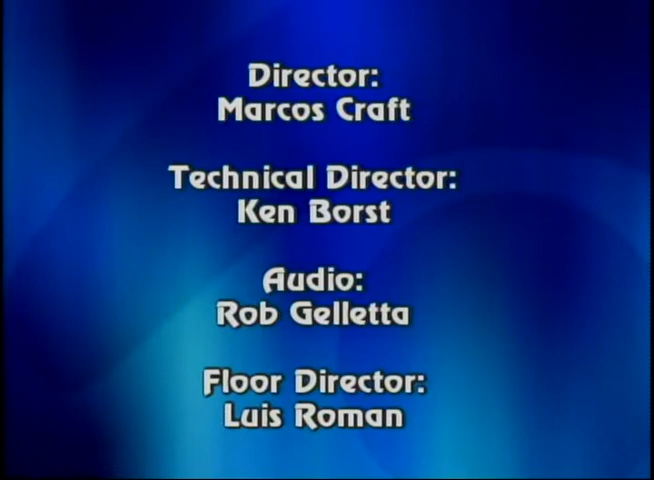 Director:
Marcos Craft
Technical Director:
Ken Borst
Audio:
Rob Gelletta
Floor Director:
Luis Roman